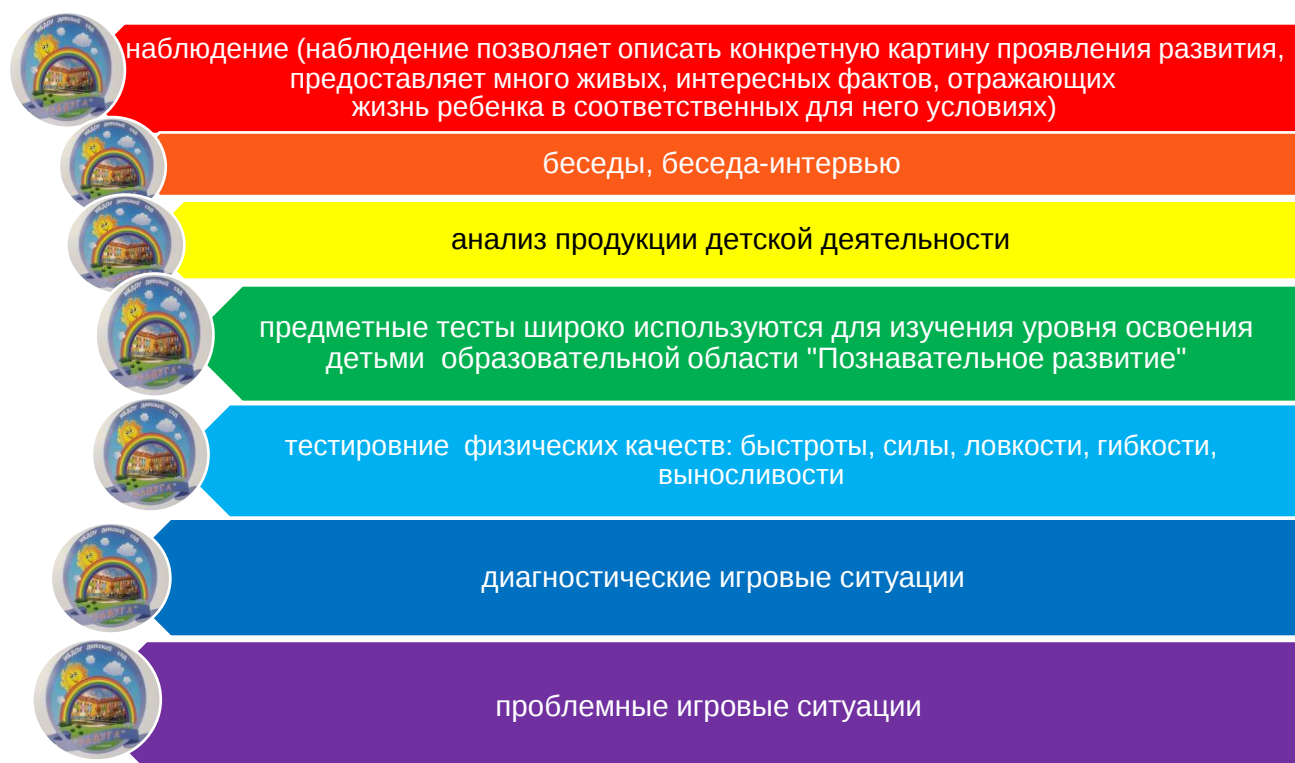 наблюдение (наблюдение позволяет описать конкретную картину проявления развития,
предоставляет много живых, интересных фактов, отражающих
жизнь ребенка в соответственных для него условиях)
беседы, беседа-интервью
анализ продукции детской деятельности
предметные тесты широко используются для изучения уровня освоения
детьми образовательной области "Познавательное развитие"
тестировние физических качеств: быстроты, силы, ловкости, гибкости,
выносливости
диагностические игровые ситуации
проблемные игровые ситуации